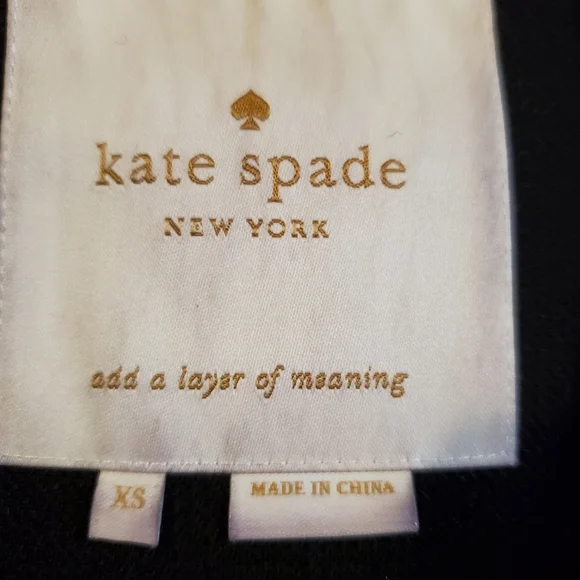 kate spade
NEW YORK
add a layer of meaning
XS
MADE IN CHINA